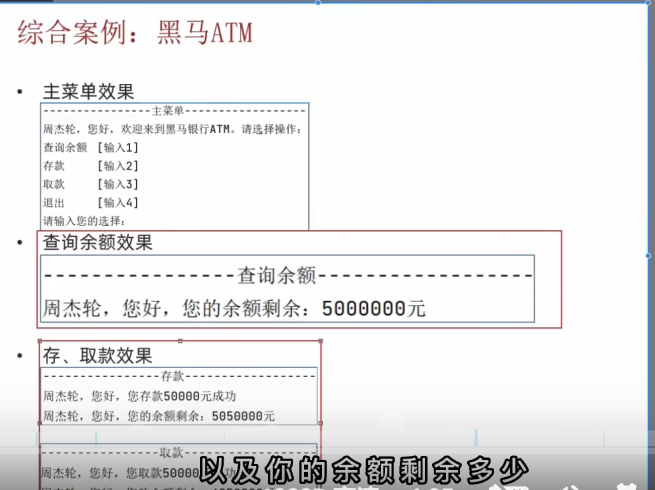 综合案例：黑马ATM
• 主菜单效果
----------------主菜单------------------
周杰轮，您好，欢迎来到黑马银行ATM。请选择操作：
查询余额 [输入1]
存款 [输入2]
取款 [输入3]
退出 [输入4]
请输入您的选择：
• 查询余额效果
----------------查询余额------------------
周杰轮，您好，您的余额剩余：5000000元
• 存、取款效果
-----------------存款-------------------
周杰轮，您好，您存款50000元成功
周杰轮，您好，您的余额剩余：5050000元
-----------------取款-------------------
周杰轮，您好，您取款5000
以及你的余额剩余多少